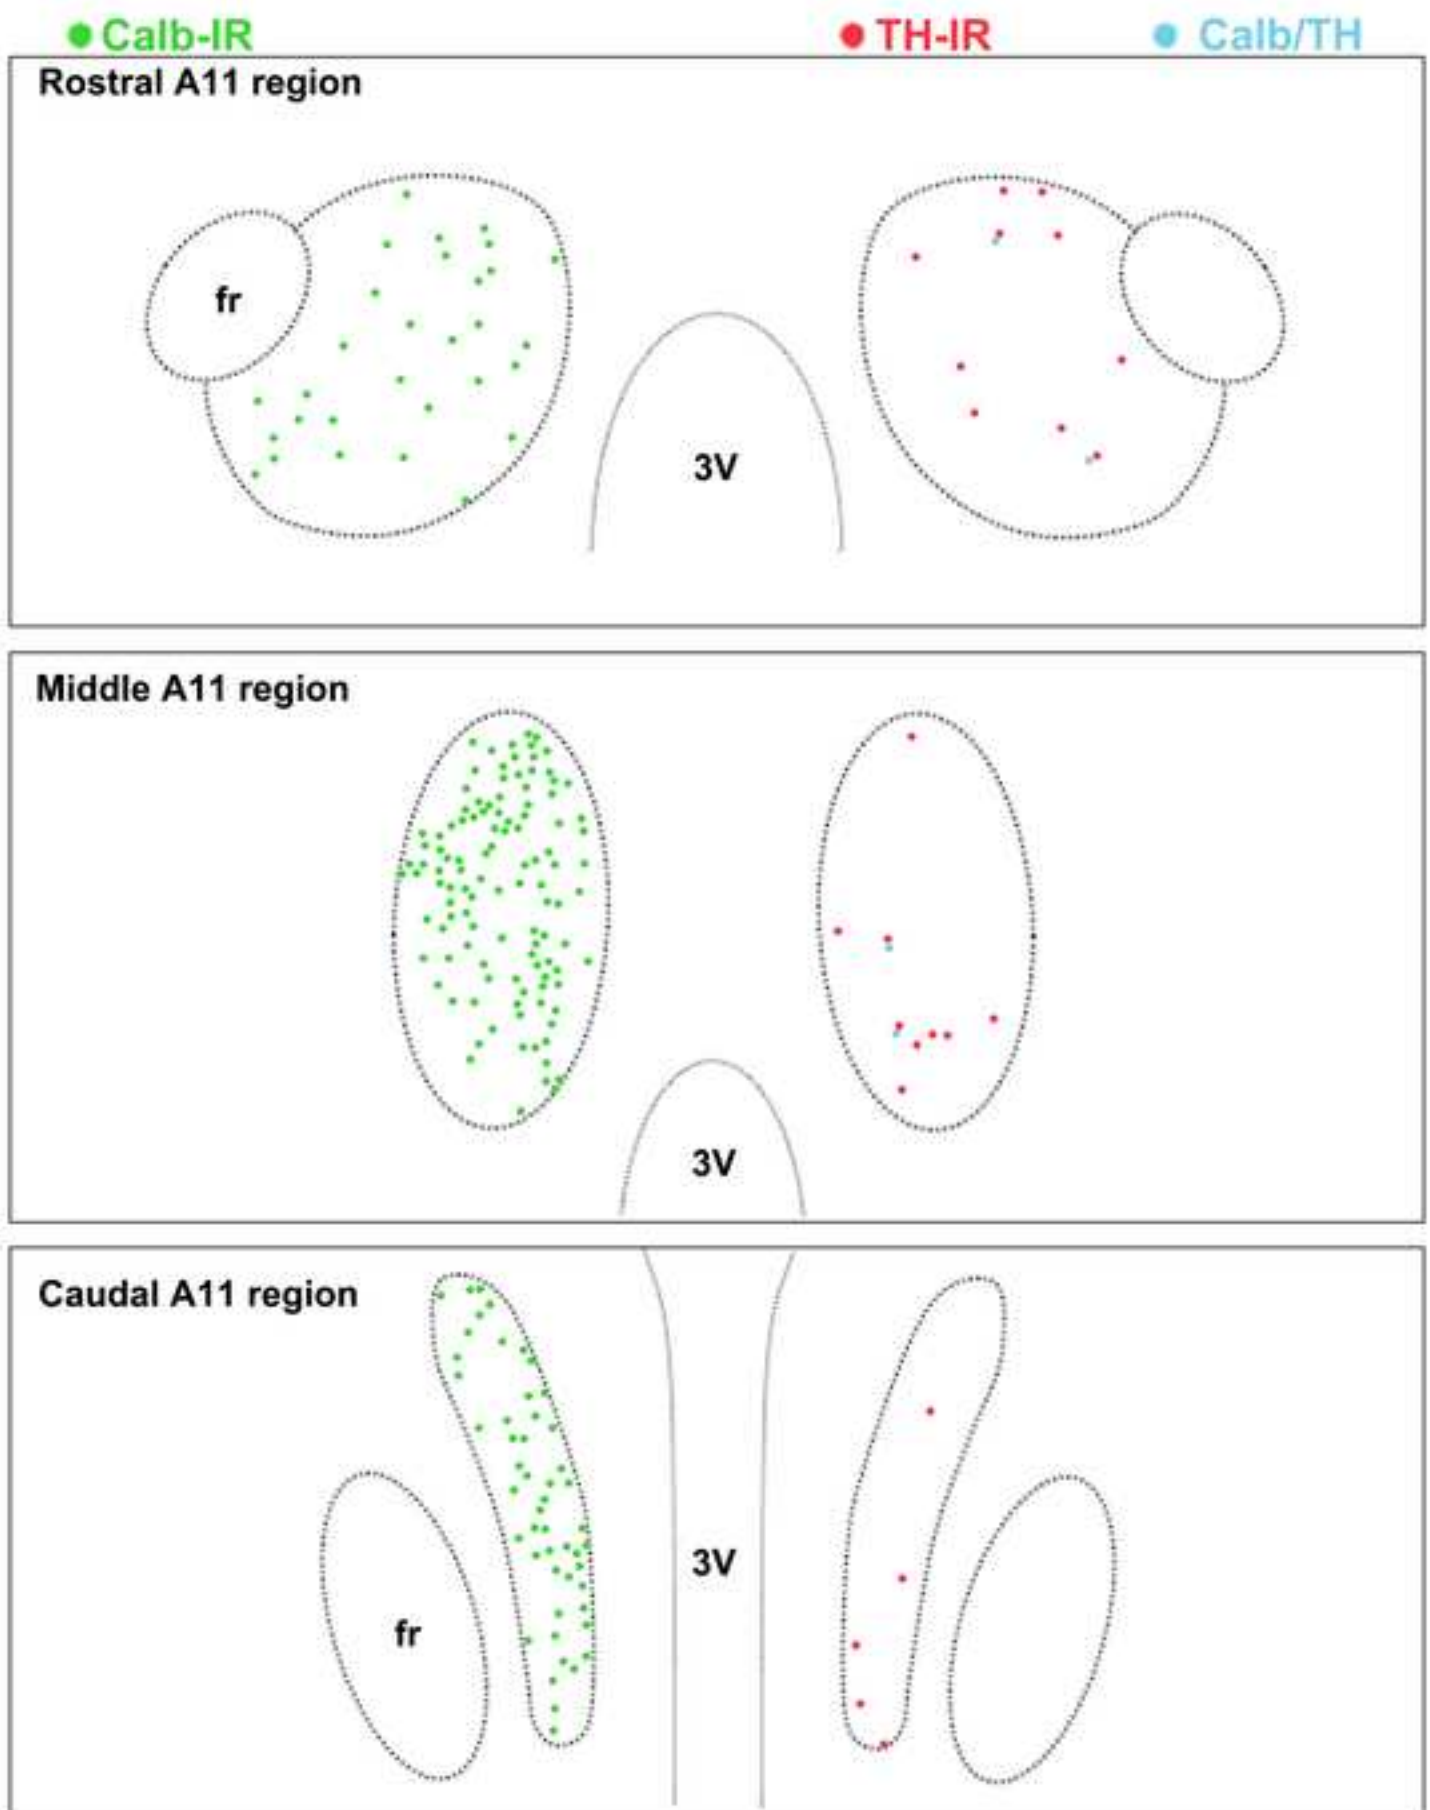 Calb-IR TH-IR Calb/TH
Rostral A11 region
fr
3V
Middle A11 region
3V
Caudal A11 region
3V
fr